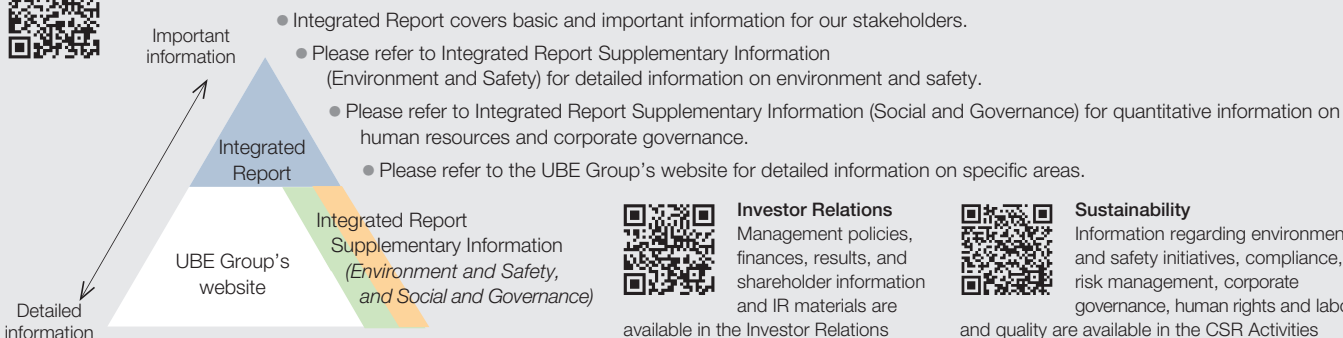 Integrated Report covers basic and important information for our stakeholders.
Please refer to Integrated Report Supplementary Information
(Environment and Safety) for detailed information on environment and safety.
Please refer to Integrated Report Supplementary Information (Social and Governance) for quantitative information on
human resources and corporate governance.
Please refer to the UBE Group's website for detailed information on specific areas.
Important
information
Integrated
Report
Integrated Report
Supplementary Information
(Environment and Safety,
and Social and Governance)
UBE Group's
website
Detailed
information
Investor Relations
Management policies,
finances, results, and
shareholder information
and IR materials are
available in the Investor Relations
Sustainability
Information regarding
and safety initiatives, compliance,
risk management, corporate
governance, human rights and
and quality are available in the CSR Activities